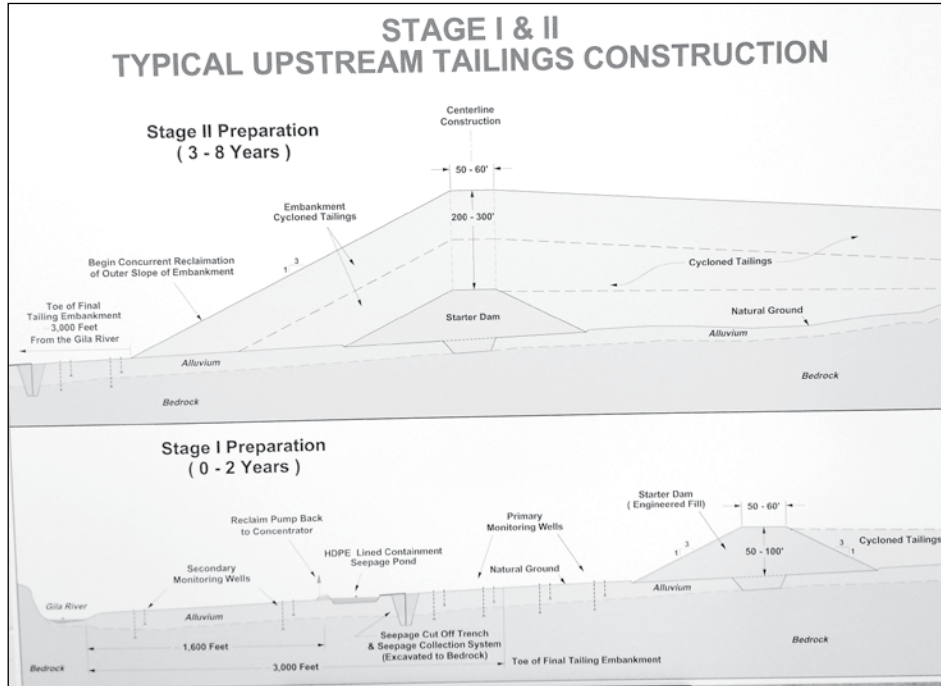 STAGE I & II
TYPICAL UPSTREAM TAILINGS CONSTRUCTION
Stage II Preparation
( 3 - 8 Years )
Centerline
Construction
50 - 60'
200 - 300'
Embankment
Cycloned Tailings
Begin Concurrent Reclaimation
of Outer Slope of Embankment
1
3
Cycloned Tailings
Toe of Final
Tailing Embankment
3,000 Feet
From the Gila River
Starter Dam
Natural Ground
Alluvium
Alluvium
Bedrock
Bedrock
Stage I Preparation
( 0 - 2 Years )
Starter Dam
( Engineered Fill)
50 - 60'
50 - 100'
1
3
3
1
Cycloned Tailings
Reclaim Pump Back
to Concentrator
Primary
Monitoring Wells
HDPE Lined Containment
Seepage Pond
Secondary
Monitoring Wells
Natural Ground
Gila River
Alluvium
Alluvium
1,600 Feet
Seepage Cut Off Trench
& Seepage Collection System
(Excavated to Bedrock)
3,000 Feet
Toe of Final Tailing Embankment
Bedrock
Bedrock